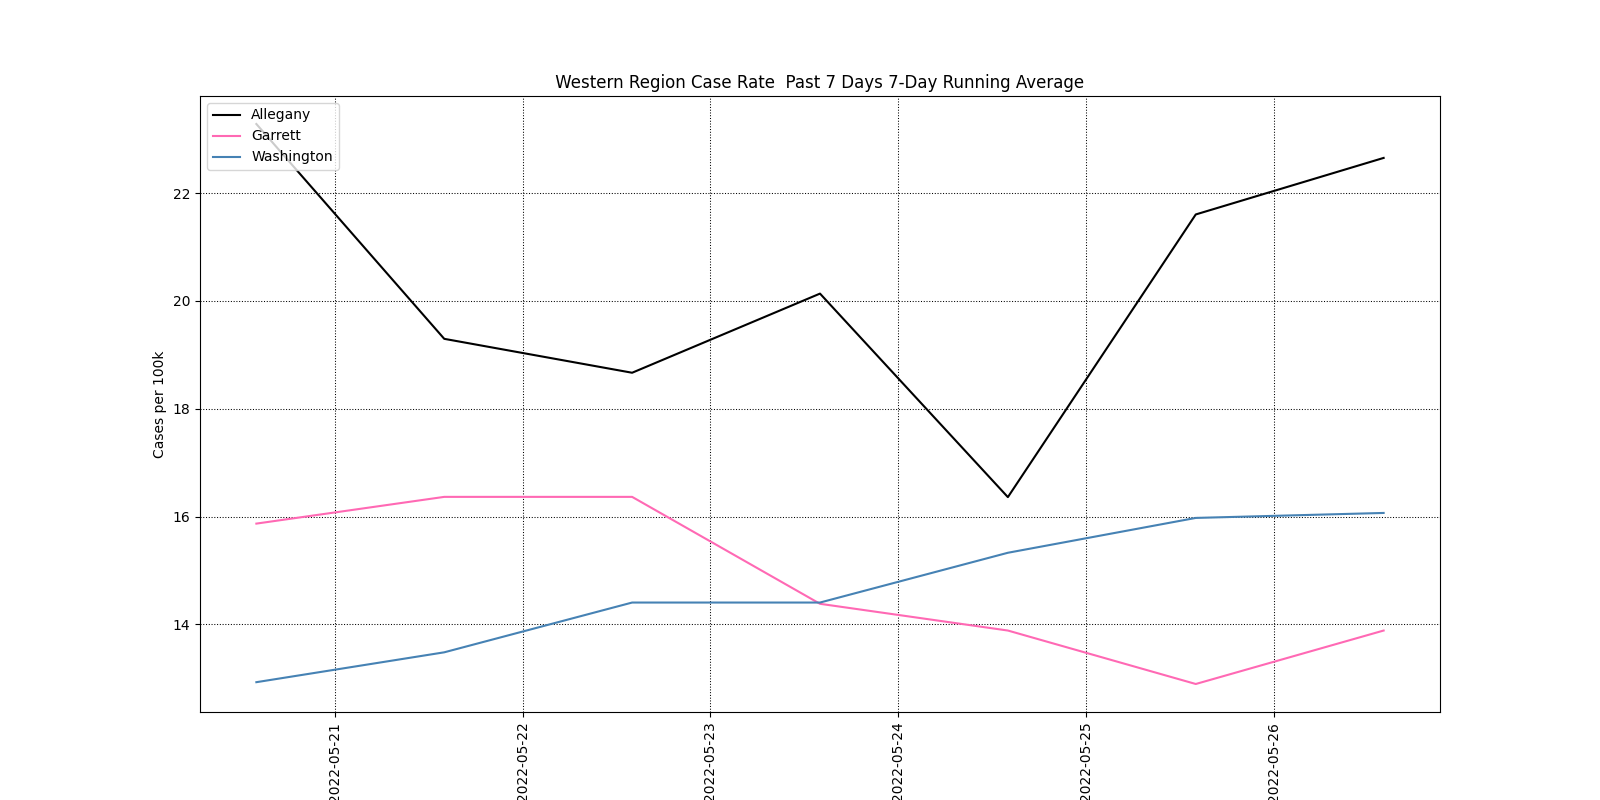 Western Region Case Rate  Past 7 Days 7-Day Running Average
Allegany
Garrett
Washington
Cases per 100k
22
20
18
16
14
2022-05-21
2022-05-22
2022-05-23
2022-05-24
2022-05-25
2022-05-26